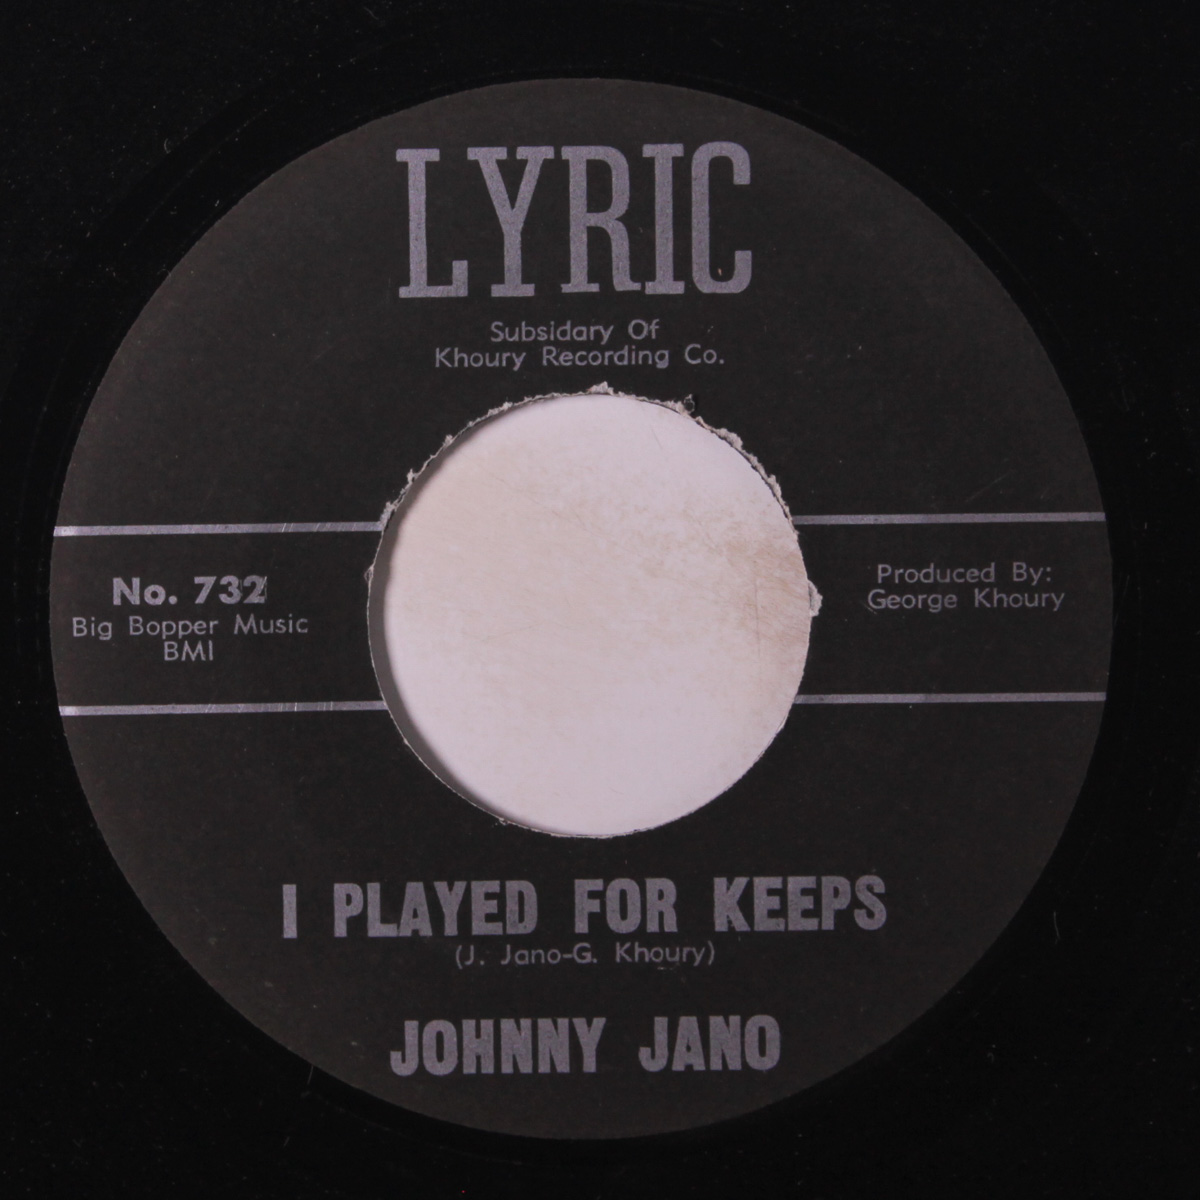 LYRIC
Subsidary Of
Khoury Recording Co.
No. 732
Big Bopper Music
BMI
Produced By:
George Khoury
I PLAYED FOR KEEPS
(J. Jano-G. Khoury)
JOHNNY JANO